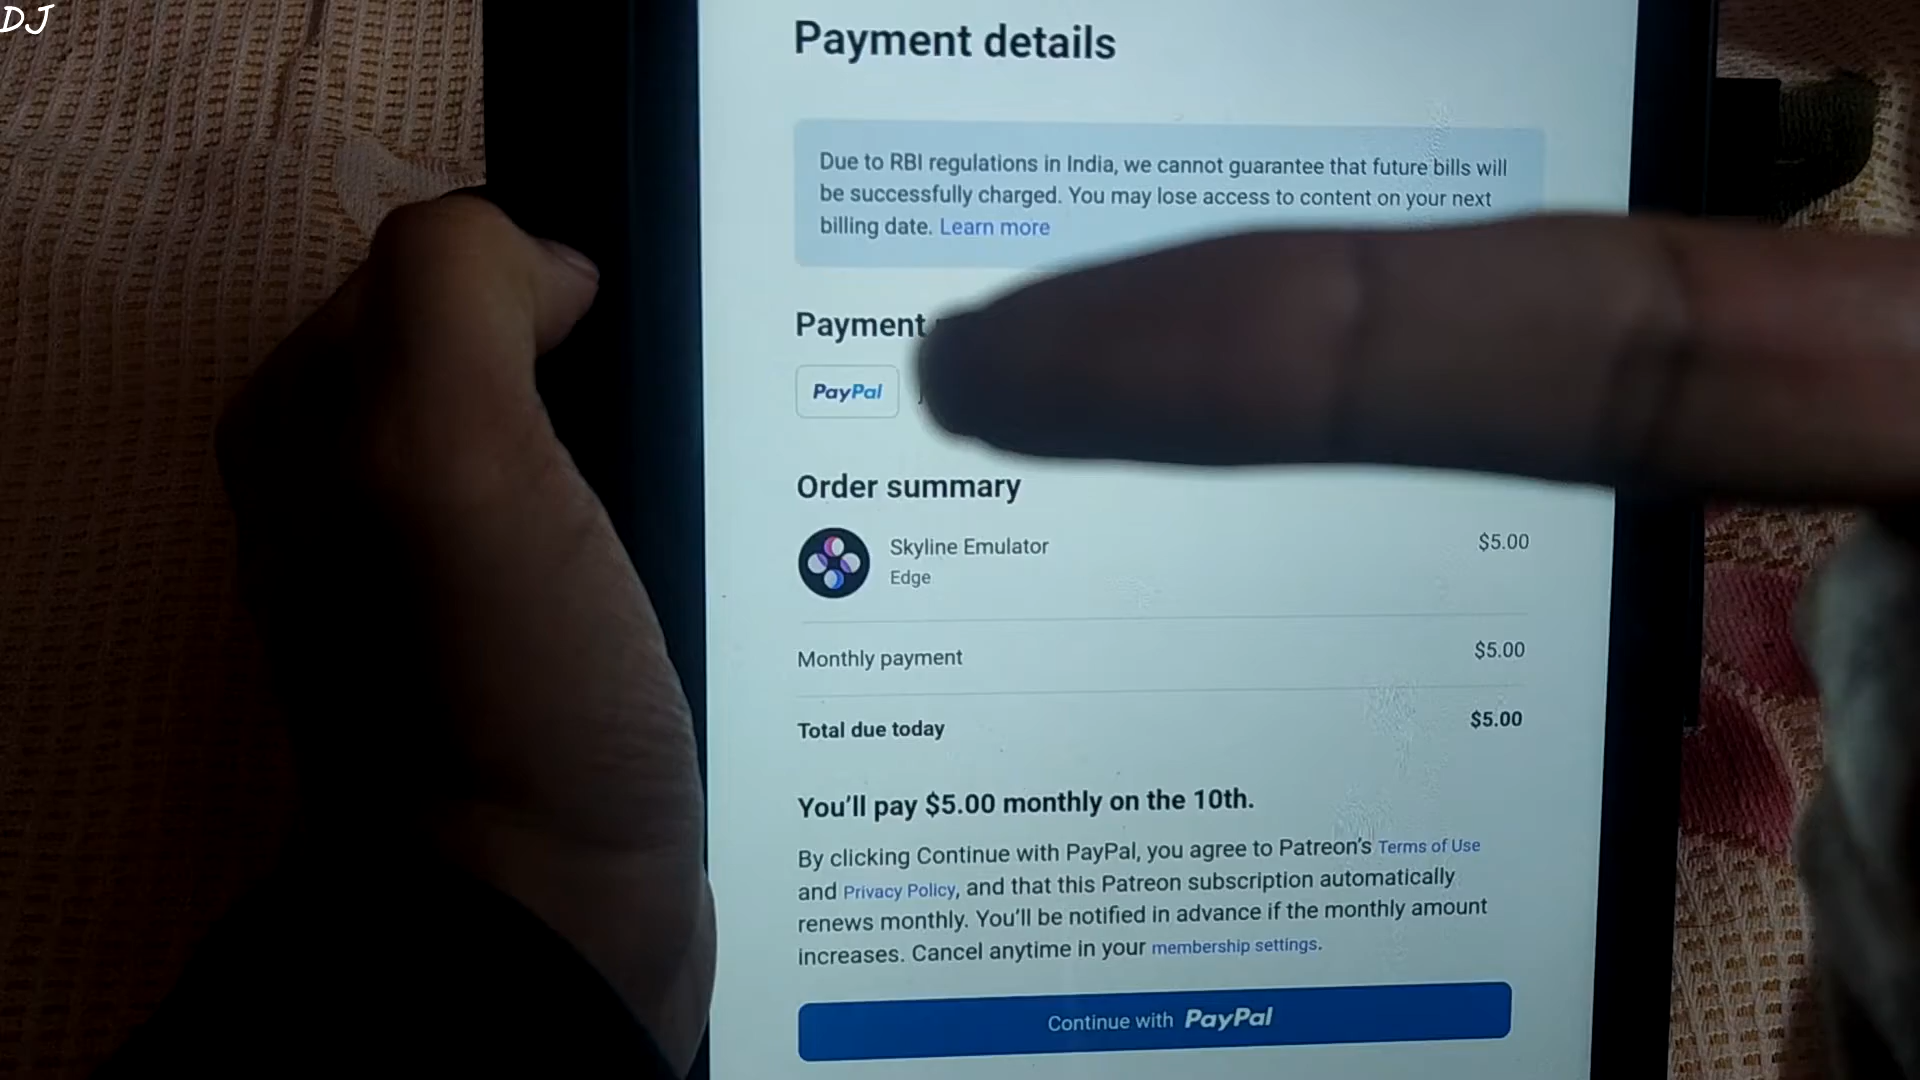 DJ
Payment details
Due to RBI regulations in India, we cannot guarantee that future bills will
be successfully charged. You may lose access to content on your next
billing date. Learn more
Payment
PayPal
Order summary
Skyline Emulator $5.00
Edge
Monthly payment $5.00
Total due today $5.00
You'll pay $5.00 monthly on the 10th.
By clicking Continue with PayPal, you agree to Patreon's Terms of Use
and Privacy Policy, and that this Patreon subscription automatically
renews monthly. You'll be notified in advance if the monthly amount
increases. Cancel anytime in your membership settings.
Continue with PayPal